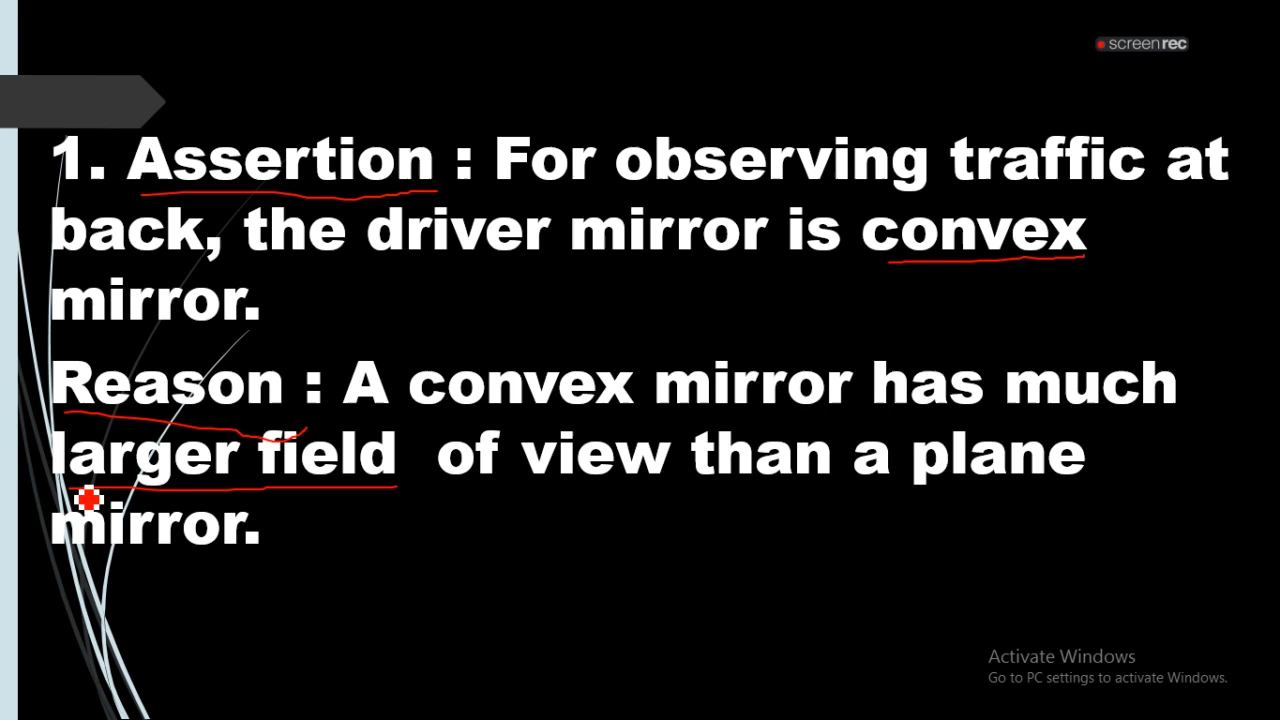 screenrec
1. Assertion : For observing traffic at
back, the driver mirror is convex
mirror.
Reason : A convex mirror has much
larger field of view than a plane
mirror.
Activate Windows
Go to PC settings to activate Windows.